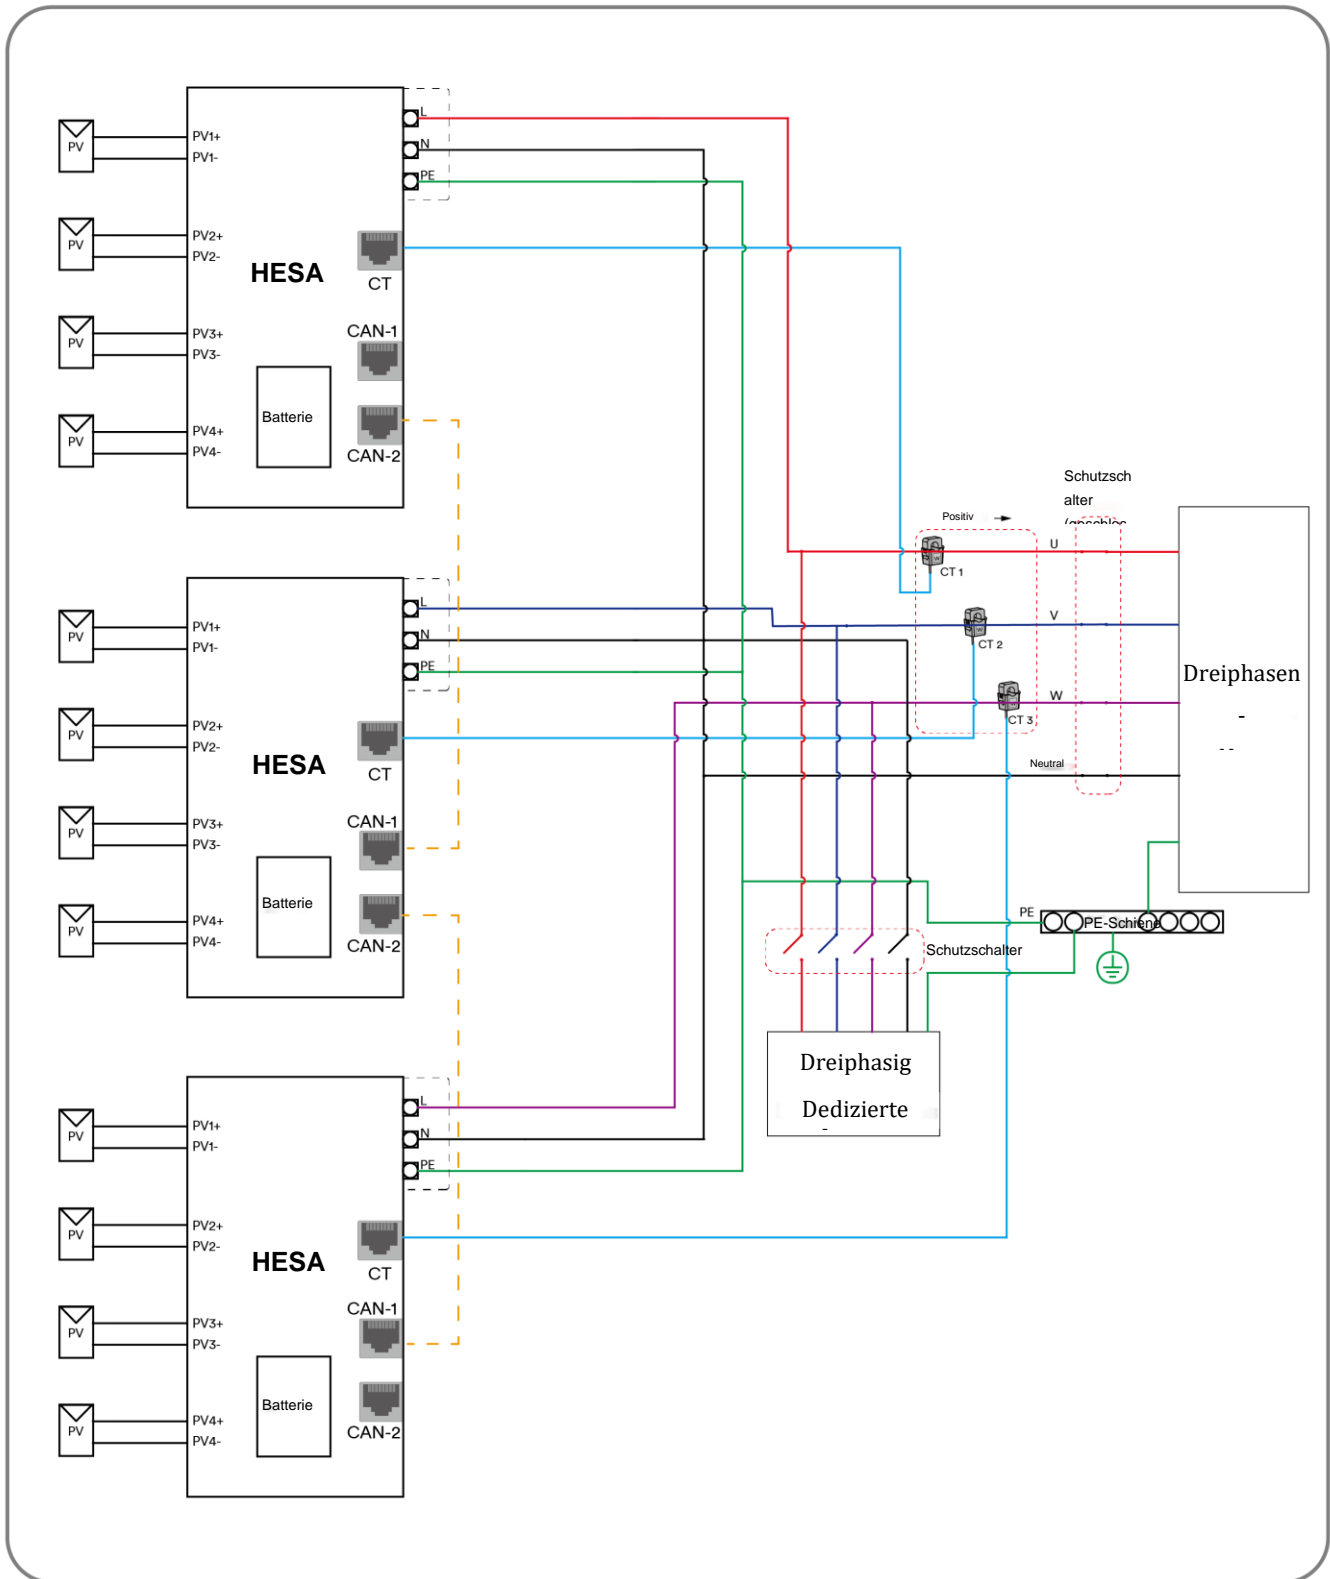 L
N
PE
PV
PV1+
PV1-
PV
PV2+
PV2-
HESA
CT
PV
PV3+
PV3-
CAN-1
Batterie
PV
PV4+
PV4-
CAN-2
L
N
PE
PV
PV1+
PV1-
PV
PV2+
PV2-
HESA
CT
PV
PV3+
PV3-
CAN-1
Batterie
PV
PV4+
PV4-
CAN-2
L
N
PE
PV
PV1+
PV1-
PV
PV2+
PV2-
HESA
CT
PV
PV3+
PV3-
CAN-1
Batterie
PV
PV4+
PV4-
CAN-2
Schutzsch
alter
Positiv
U
CT 1
V
CT 2
W
CT 3
Neutral
Dreiphasen
-
PE
PE-Schiene
Schutzschalter
Dreiphasig
Dedizierte